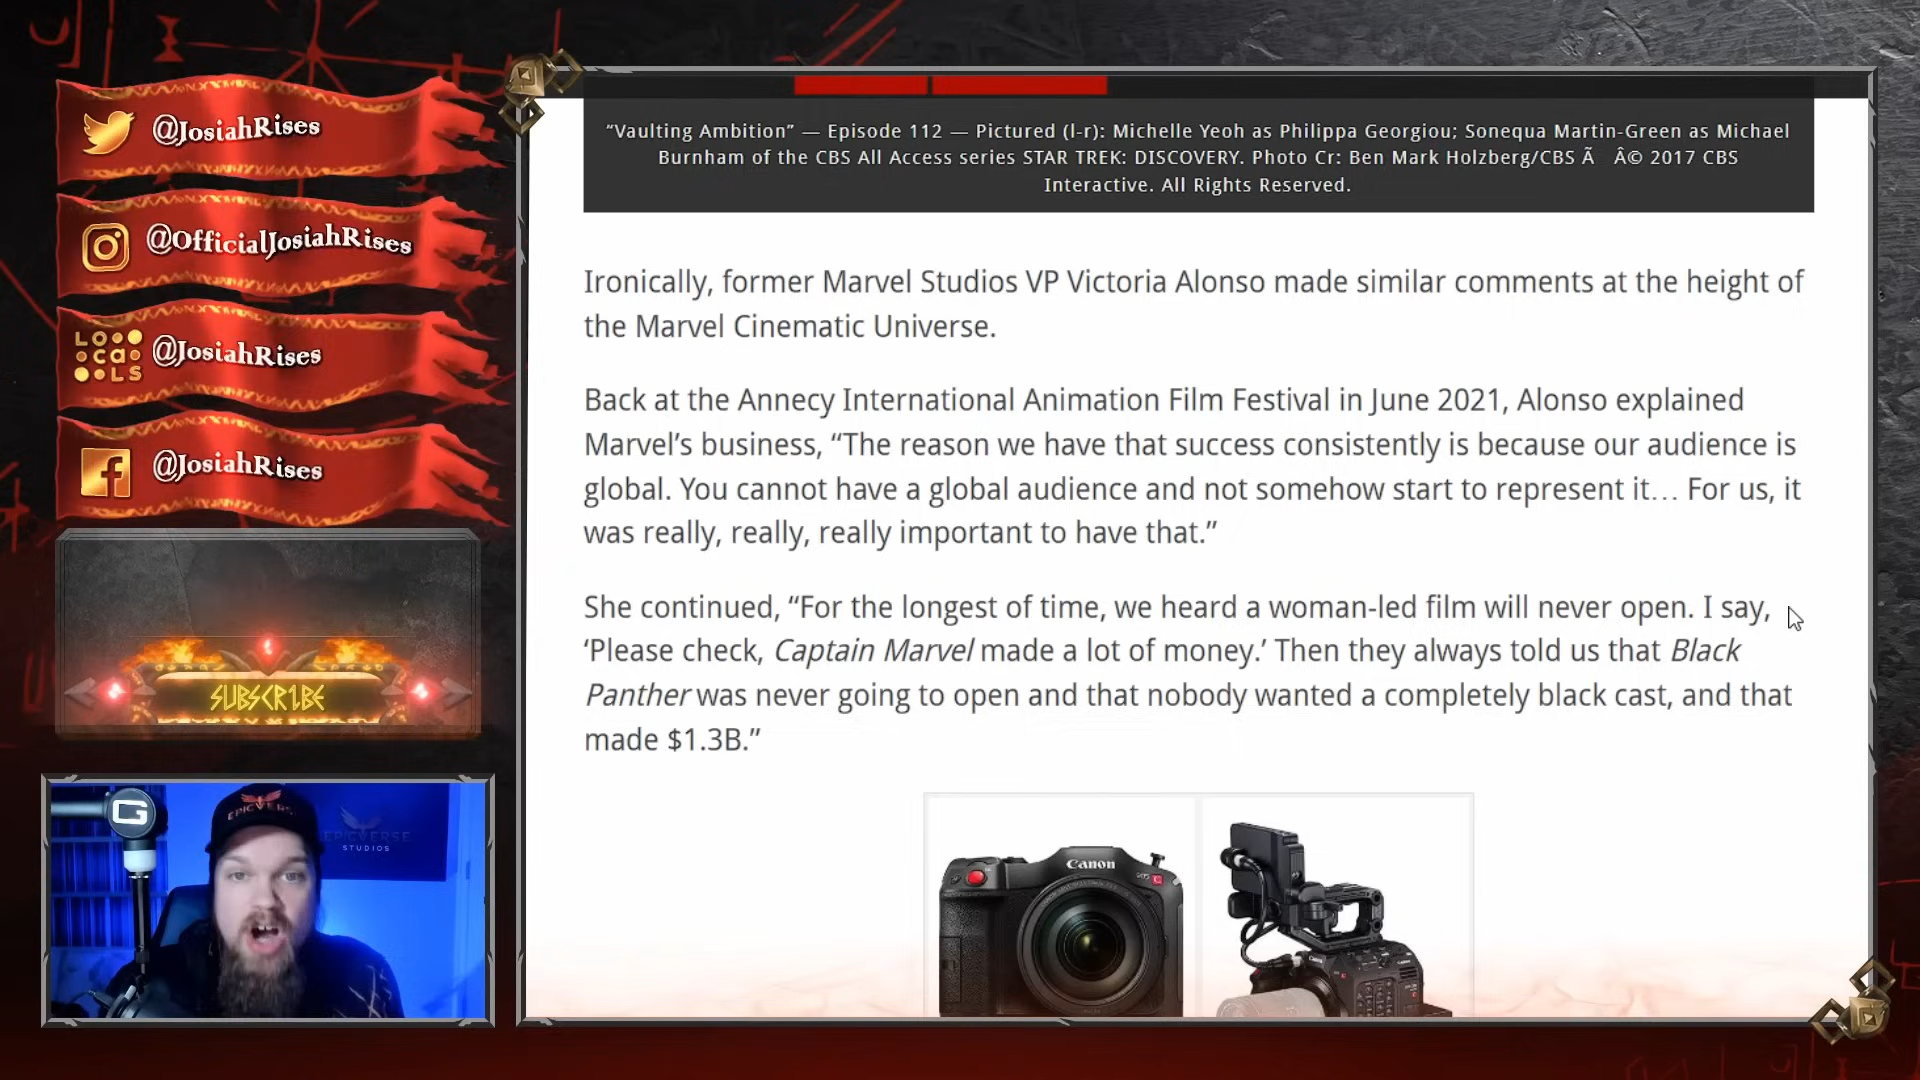 @JosiahRises
@OfficialJosiahRises
LO
ca
LS
@JosiahRises
@JosiahRises
SUBSCR1BE
G
EPICVERSE
EPICVERSE
STUDIOS
“Vaulting Ambition” — Episode 112 — Pictured (l-r): Michelle Yeoh as Philippa Georgiou; Sonequa Martin-Green as Michael
Burnham of the CBS All Access series STAR TREK: DISCOVERY. Photo Cr: Ben Mark Holzberg/CBS Ã Â© 2017 CBS
Interactive. All Rights Reserved.
Ironically, former Marvel Studios VP Victoria Alonso made similar comments at the height of
the Marvel Cinematic Universe.
Back at the Annecy International Animation Film Festival in June 2021, Alonso explained
Marvel’s business, “The reason we have that success consistently is because our audience is
global. You cannot have a global audience and not somehow start to represent it… For us, it
was really, really, really important to have that.”
She continued, “For the longest of time, we heard a woman-led film will never open. I say,
‘Please check, Captain Marvel made a lot of money.’ Then they always told us that Black
Panther was never going to open and that nobody wanted a completely black cast, and that
made $1.3B.”
Canon